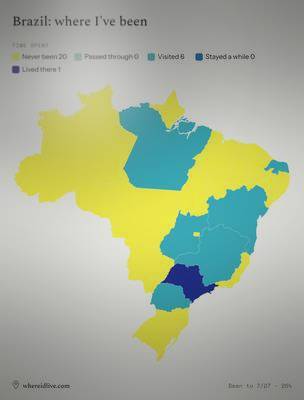 Brazil: where I've been
TIME SPENT
Never been 20 Passed through 0 Visited 6 Stayed a while 0
Lived there 1
whereidlive.com
Been to 7/27 · 26%